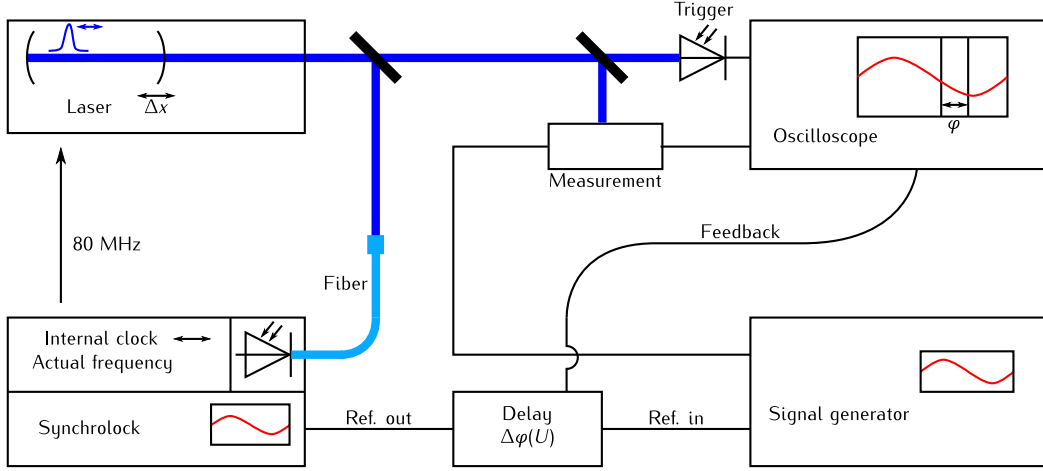 Trigger
Laser
Δx
φ
Oscilloscope
Measurement
80 MHz
Feedback
Fiber
Internal clock
Actual frequency
Synchrolock
Ref. out
Delay
Δφ(U)
Ref. in
Signal generator